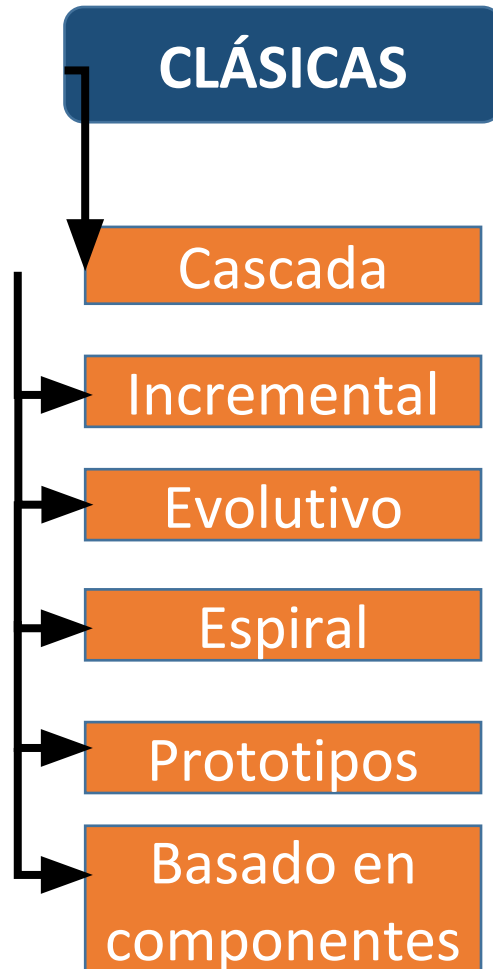 CLÁSICAS
Cascada
Incremental
Evolutivo
Espiral
Prototipos
Basado en
componentes